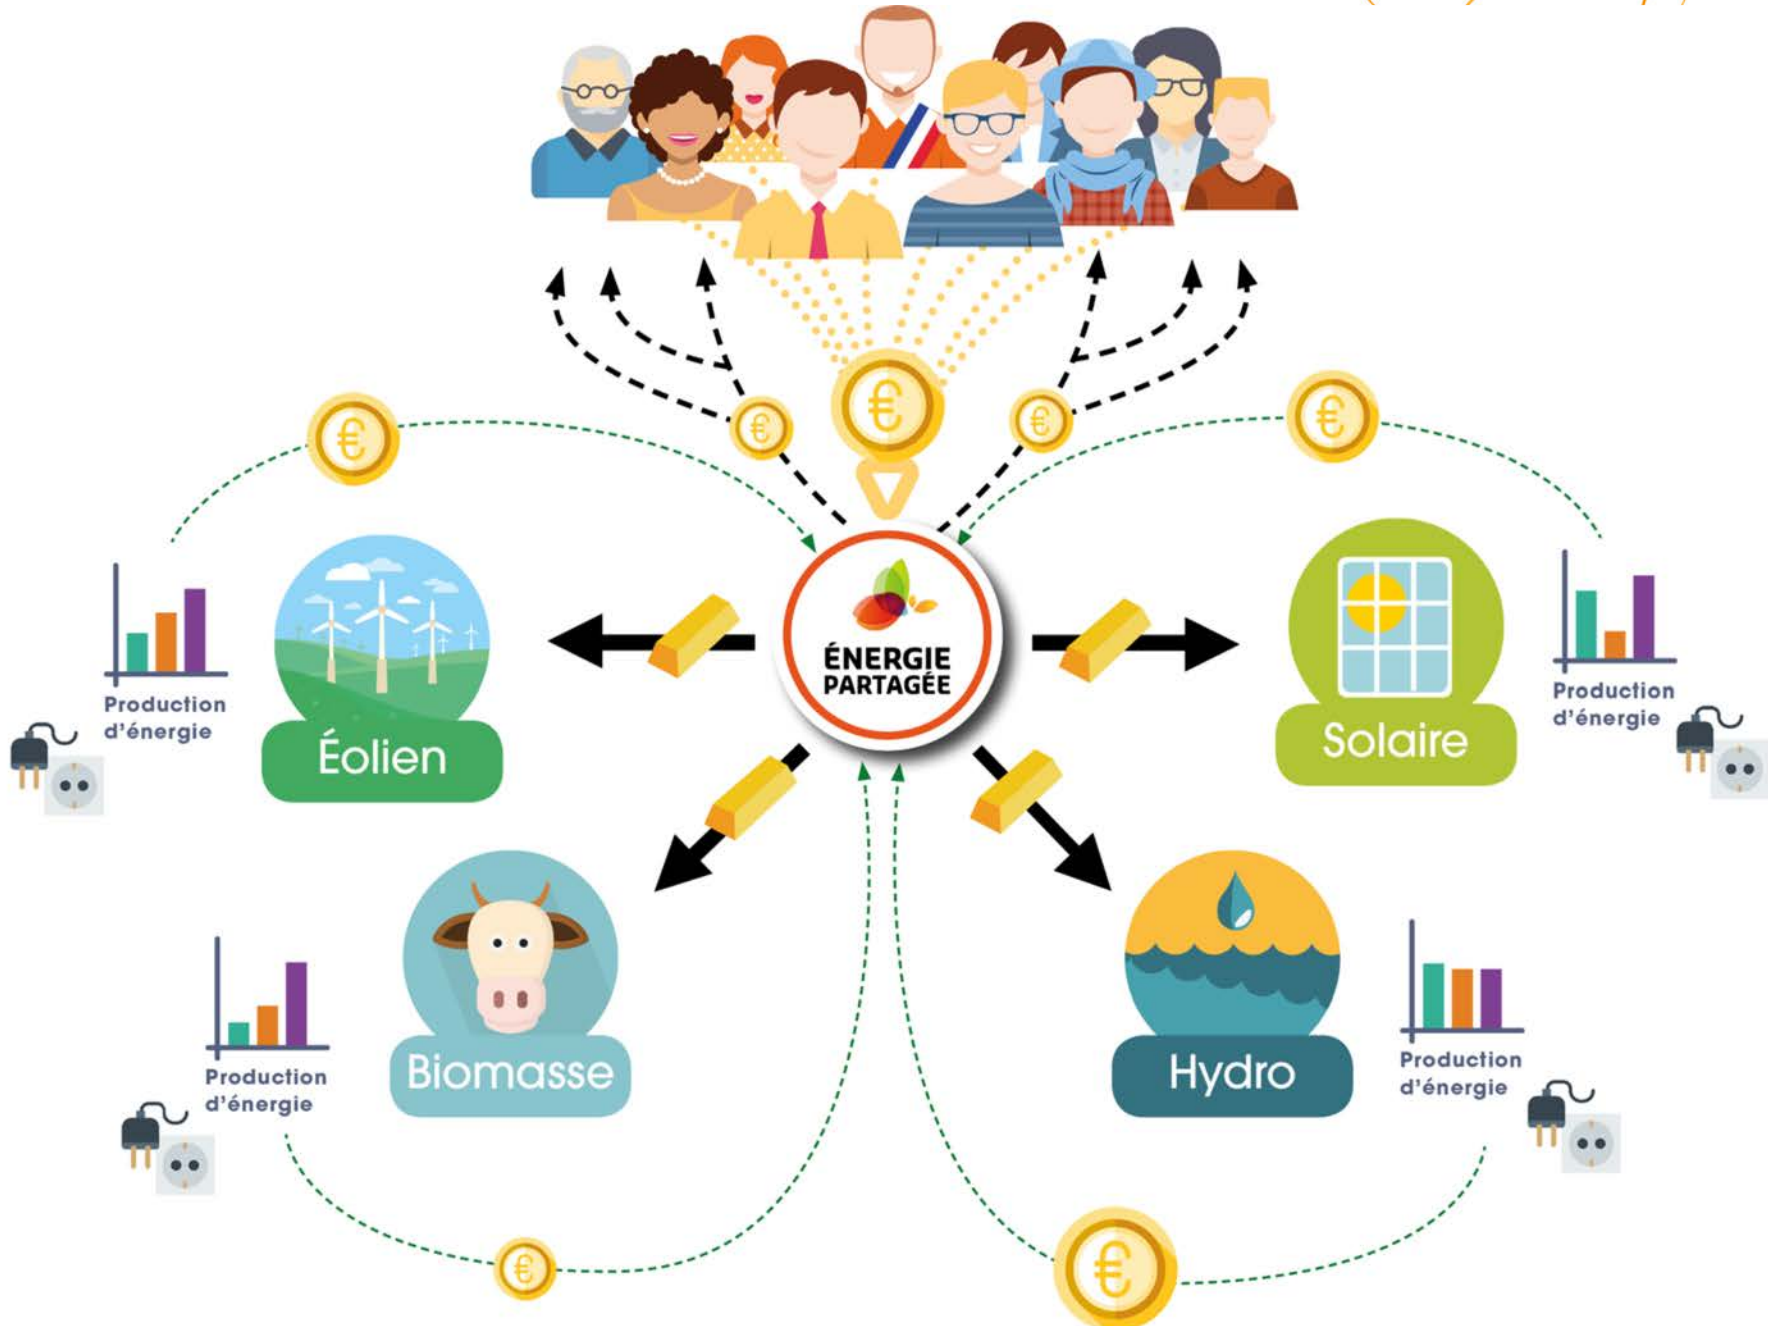 ÉNERGIE
PARTAGÉE
Éolien
Production
d'énergie
Solaire
Production
d'énergie
Biomasse
Production
d'énergie
Hydro
Production
d'énergie